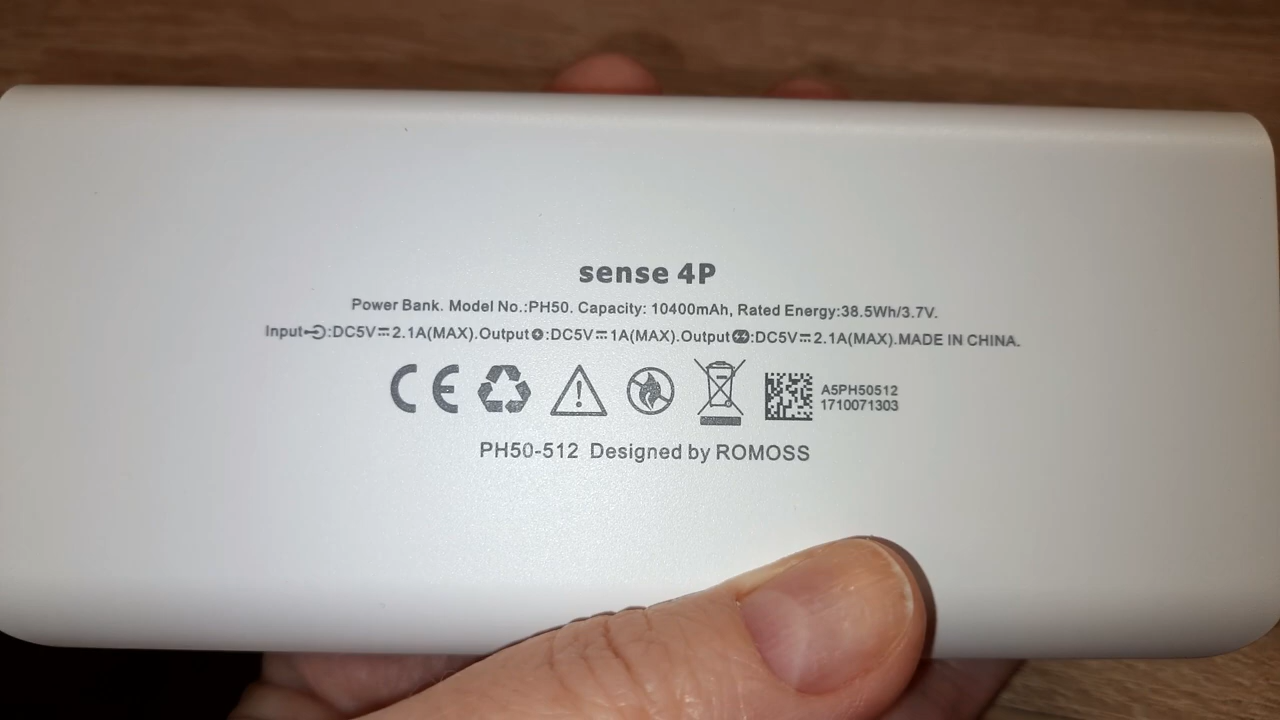 sense 4P
Power Bank. Model No.:PH50. Capacity: 10400mAh, Rated Energy:38.5Wh/3.7V.
Input:DC5V⎓2.1A(MAX).Output:DC5V⎓1A(MAX).Output:DC5V⎓2.1A(MAX).MADE IN CHINA.
CE
A5PH50512
1710071303
PH50-512 Designed by ROMOSS